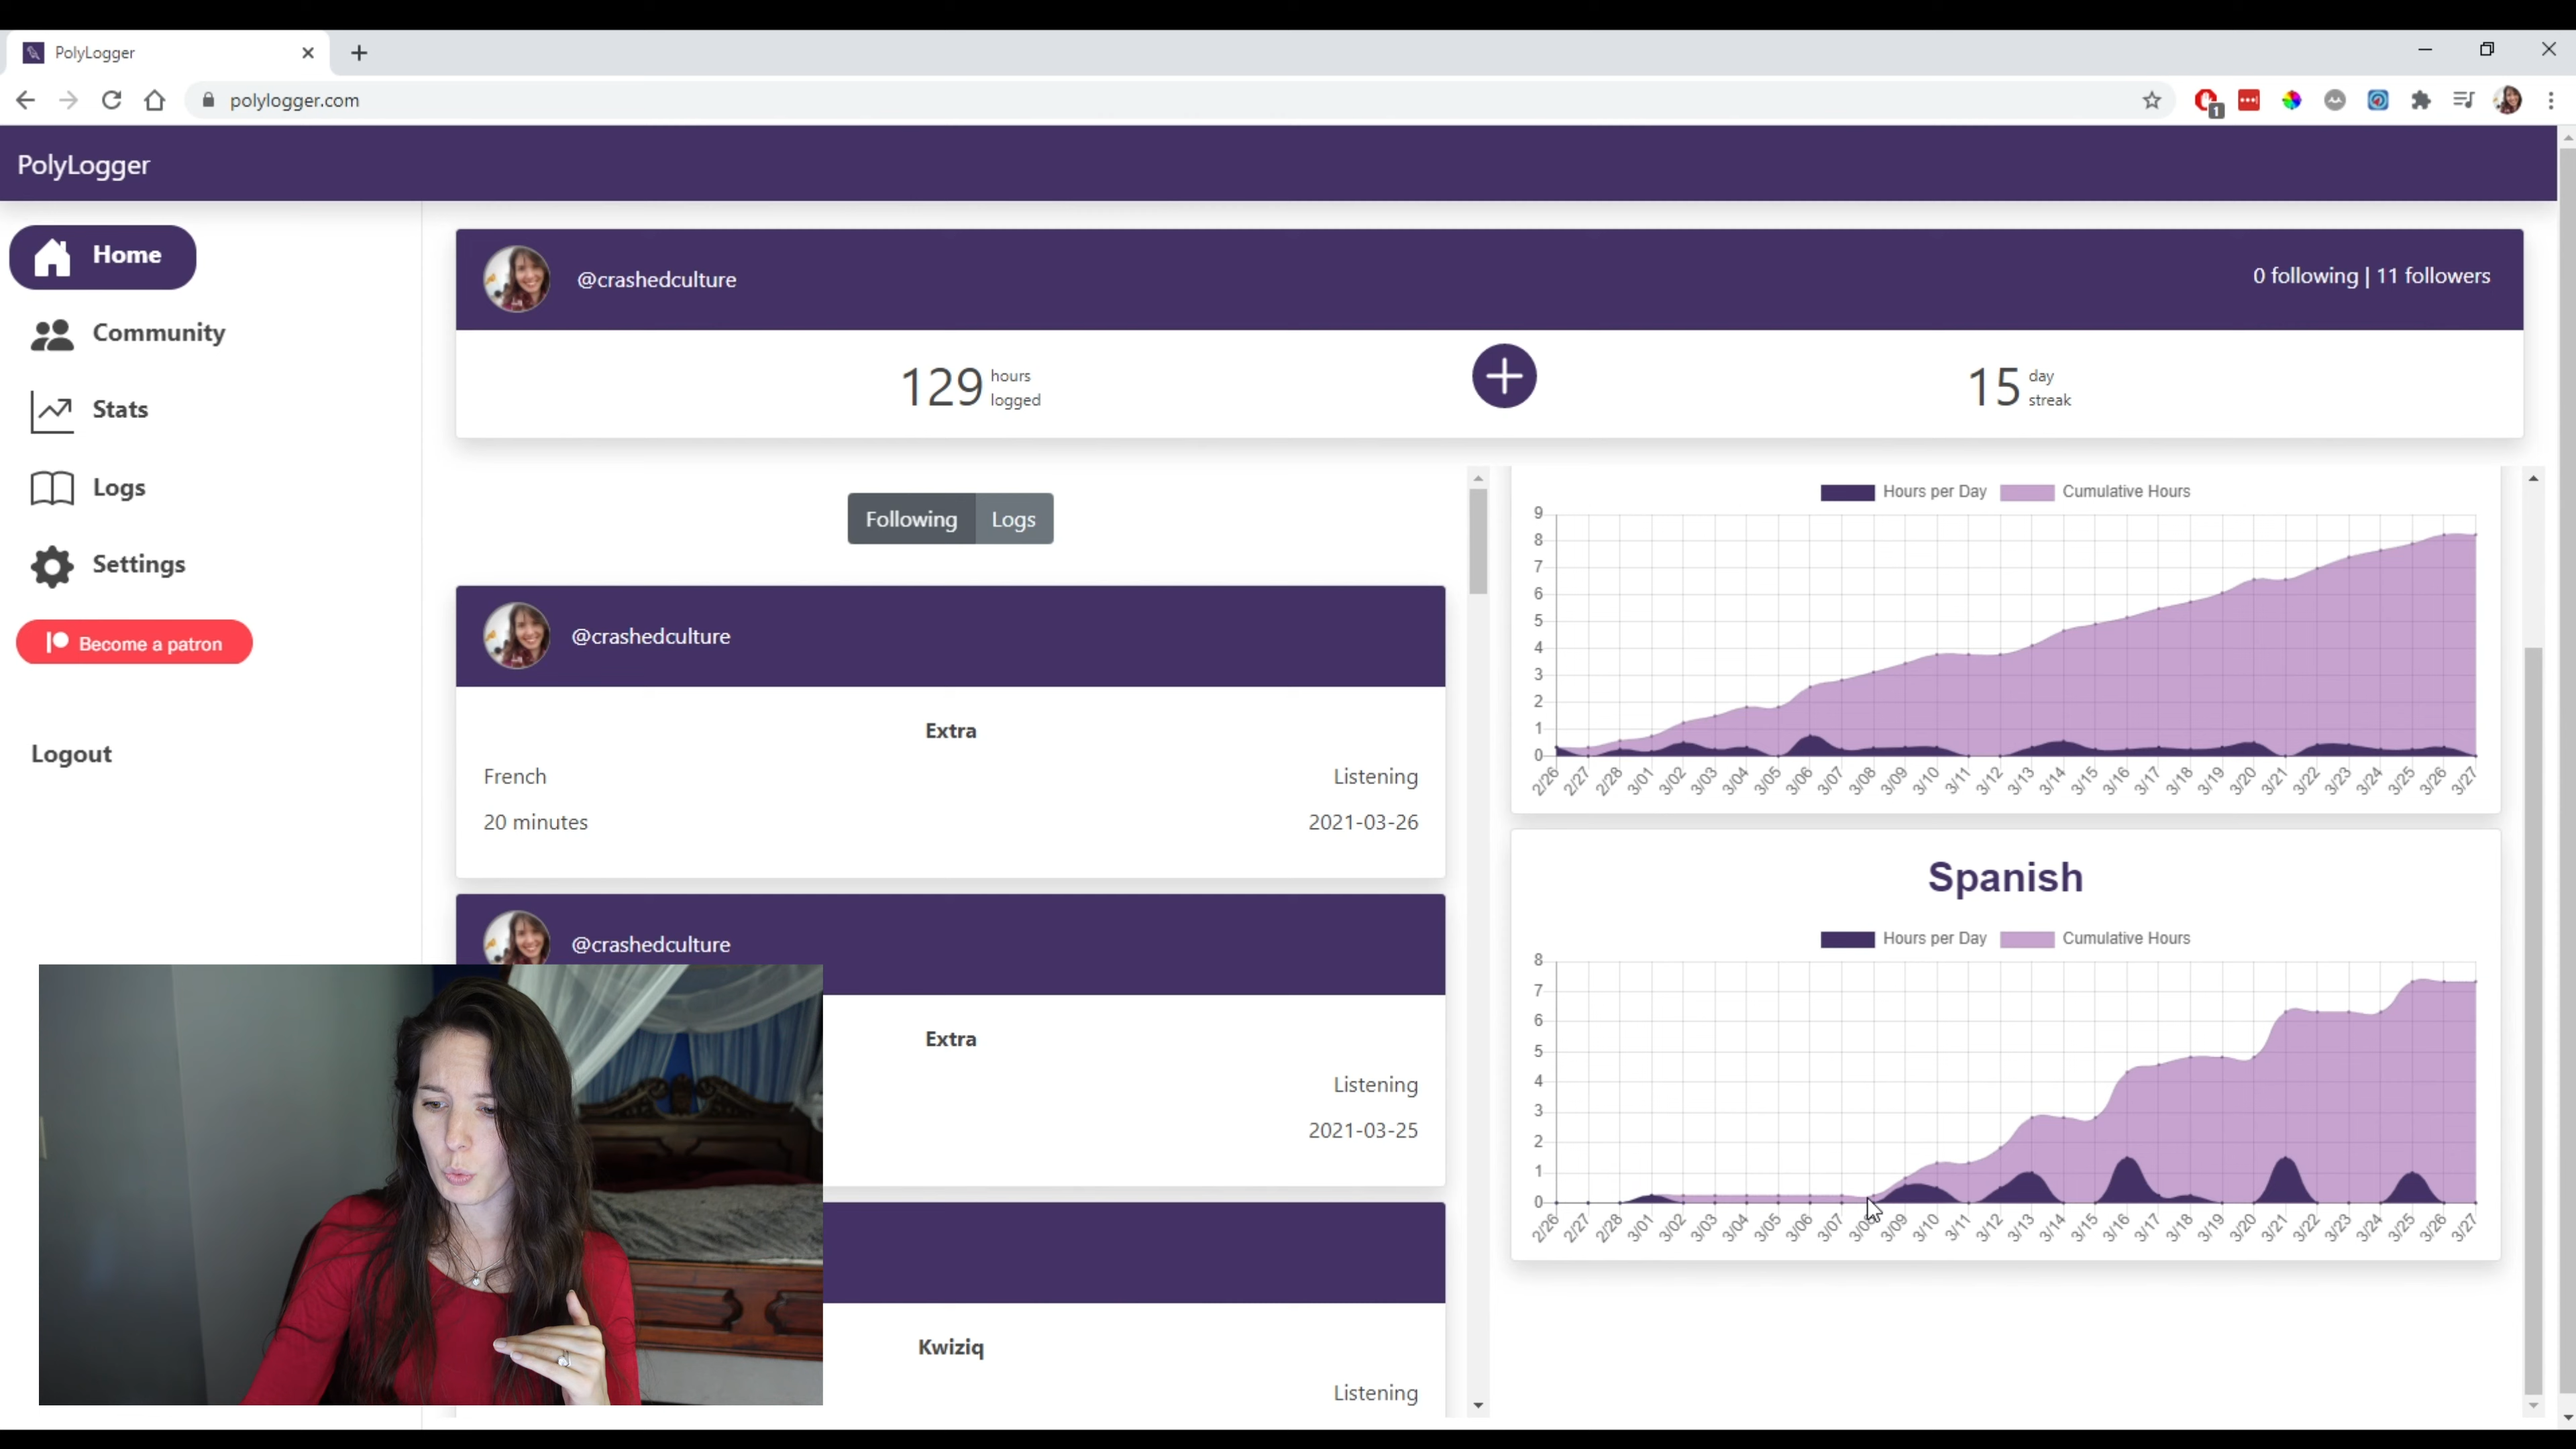 PolyLogger
polylogger.com
1
PolyLogger
Home
Community
Stats
Logs
Settings
Become a patron
Logout
@crashedculture
0 following | 11 followers
129 hours logged
15 day streak
Following Logs
@crashedculture
Extra
French Listening
20 minutes 2021-03-26
@crashedculture
Extra
Listening
2021-03-25
Kwiziq
Listening
Hours per Day Cumulative Hours
9
8
7
6
5
4
3
2
1
0
2/26 2/27 2/28 3/01 3/02 3/03 3/04 3/05 3/06 3/07 3/08 3/09 3/10 3/11 3/12 3/13 3/14 3/15 3/16 3/17 3/18 3/19 3/20 3/21 3/22 3/23 3/24 3/25 3/26 3/27
Spanish
Hours per Day Cumulative Hours
8
7
6
5
4
3
2
1
0
2/26 2/27 2/28 3/01 3/02 3/03 3/04 3/05 3/06 3/07 3/08 3/09 3/10 3/11 3/12 3/13 3/14 3/15 3/16 3/17 3/18 3/19 3/20 3/21 3/22 3/23 3/24 3/25 3/26 3/27